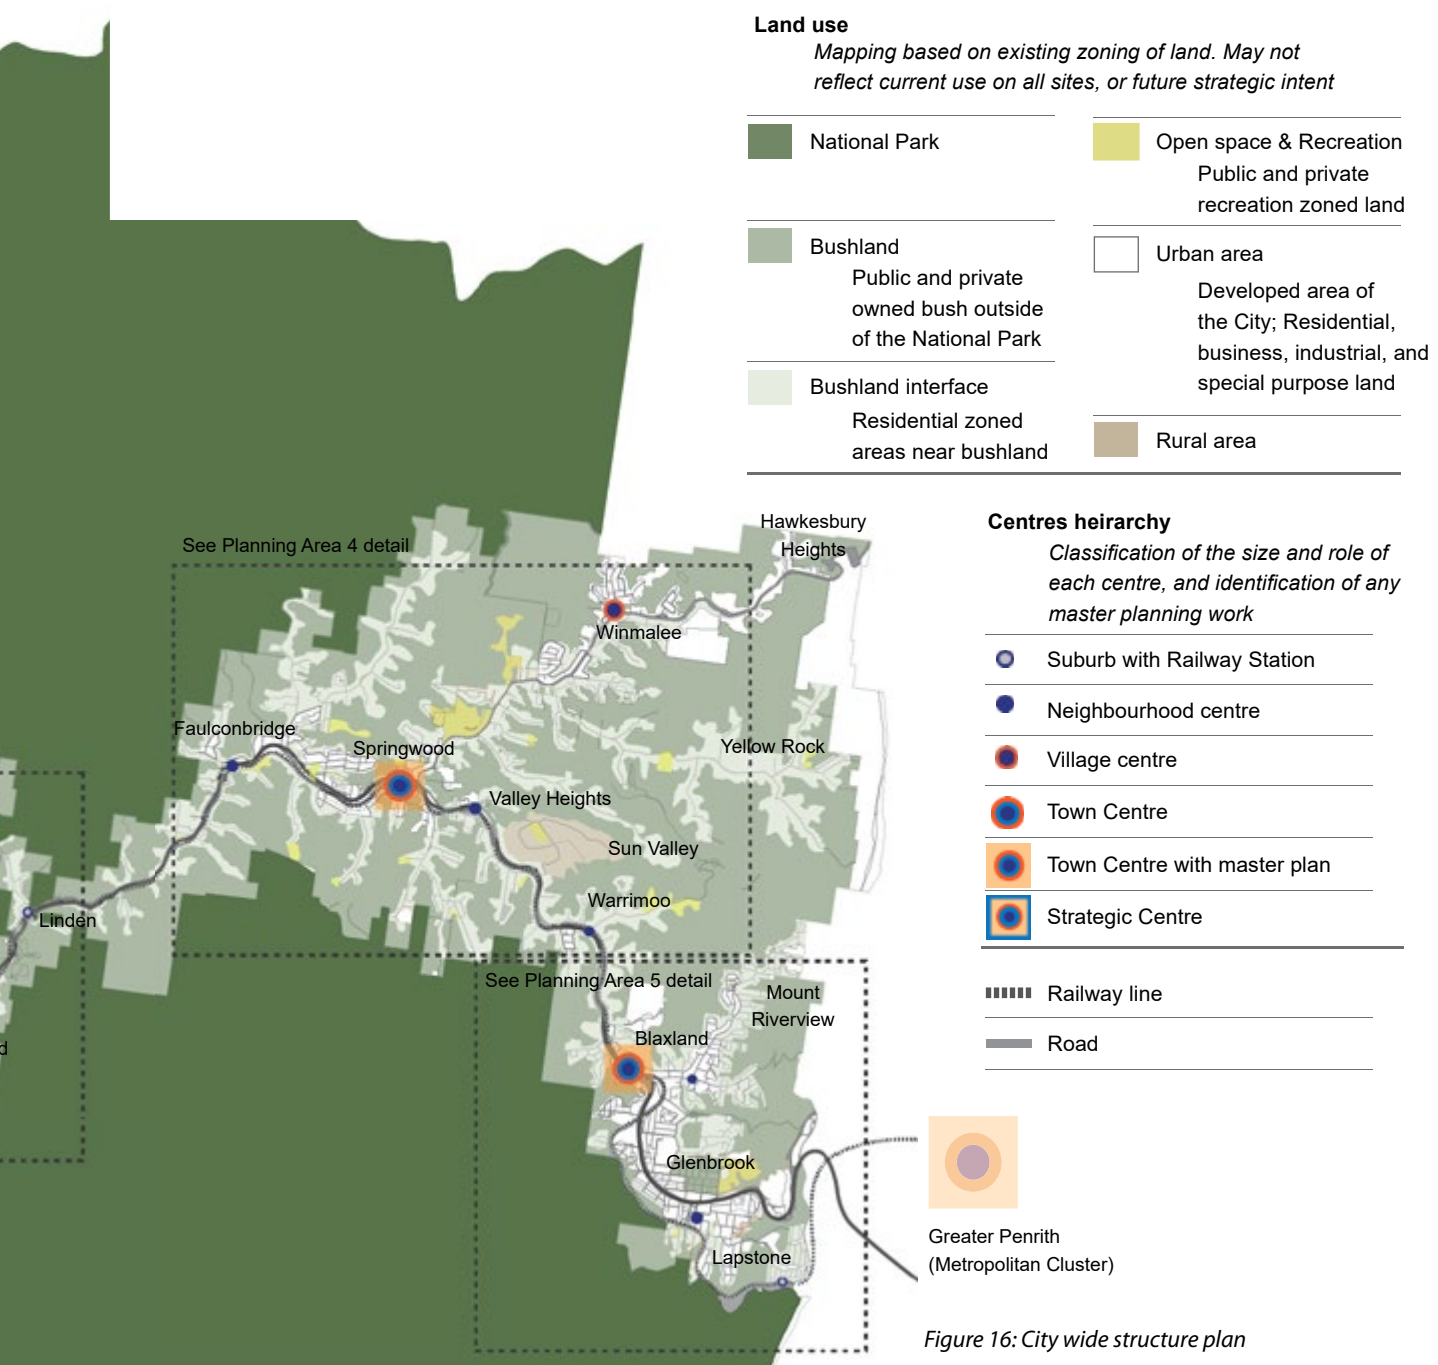 Land use
Mapping based on existing zoning of land. May not
reflect current use on all sites, or future strategic intent
National Park
Bushland
Public and private
owned bush outside
of the National Park
Bushland interface
Residential zoned
areas near bushland
Open space & Recreation
Public and private
recreation zoned land
Urban area
Developed area of
the City; Residential,
business, industrial, and
special purpose land
Rural area
Centres heirarchy
Classification of the size and role of
each centre, and identification of any
master planning work
Suburb with Railway Station
Neighbourhood centre
Village centre
Town Centre
Town Centre with master plan
Strategic Centre
Railway line
Road
See Planning Area 4 detail
Hawkesbury
Heights
Winmalee
Faulconbridge
Springwood
Yellow Rock
Valley Heights
Sun Valley
Warrimoo
Linden
See Planning Area 5 detail
Mount
Riverview
Blaxland
d
Glenbrook
Lapstone
Greater Penrith
(Metropolitan Cluster)
Figure 16: City wide structure plan